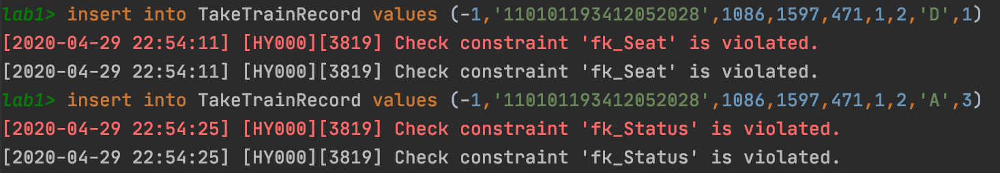 lab1> insert into TakeTrainRecord values (-1,'110101193412052028',1086,1597,471,1,2,'D',1)
[2020-04-29 22:54:11] [HY000][3819] Check constraint 'fk_Seat' is violated.
[2020-04-29 22:54:11] [HY000][3819] Check constraint 'fk_Seat' is violated.
lab1> insert into TakeTrainRecord values (-1,'110101193412052028',1086,1597,471,1,2,'A',3)
[2020-04-29 22:54:25] [HY000][3819] Check constraint 'fk_Status' is violated.
[2020-04-29 22:54:25] [HY000][3819] Check constraint 'fk_Status' is violated.